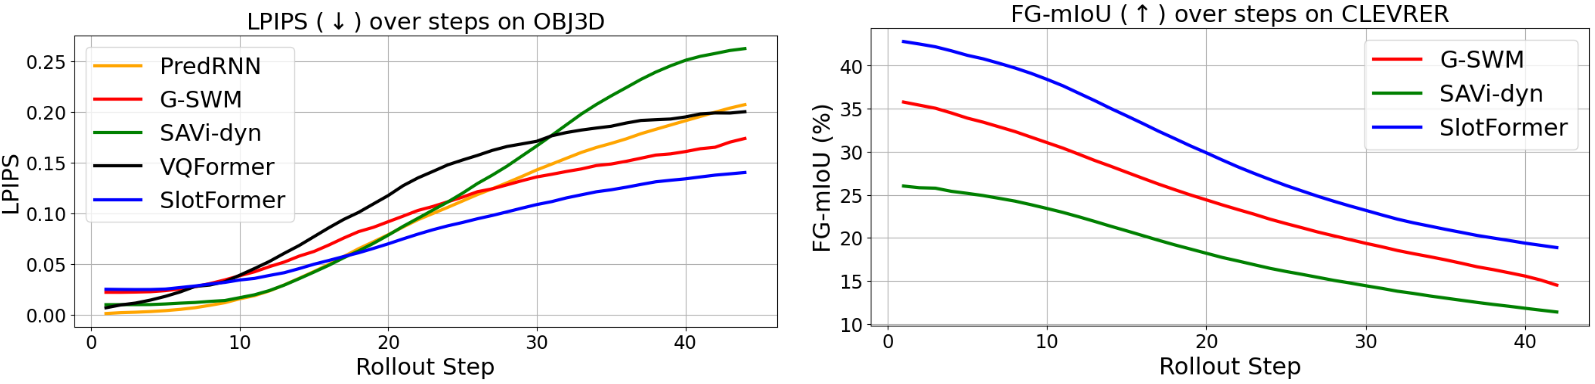 LPIPS (↓) over steps on OBJ3D
LPIPS
0.25
0.20
0.15
0.10
0.05
0.00
PredRNN
G-SWM
SAVi-dyn
VQFormer
SlotFormer
0 10 20 30 40
Rollout Step
FG-mIoU (↑) over steps on CLEVRER
FG-mIoU (%)
40
35
30
25
20
15
10
G-SWM
SAVi-dyn
SlotFormer
0 10 20 30 40
Rollout Step